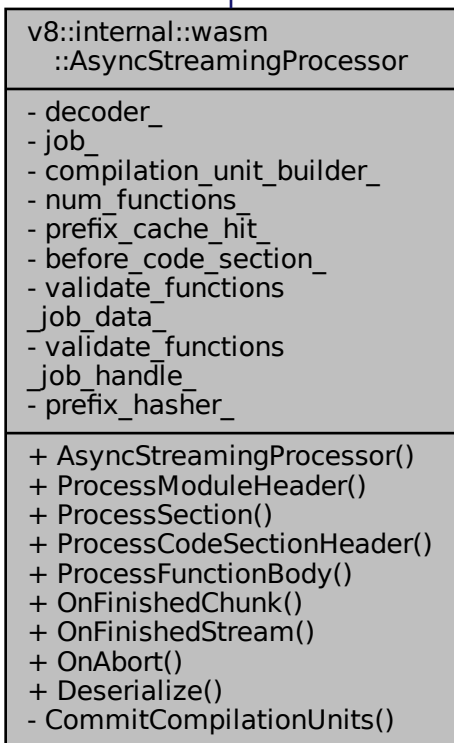 v8::internal::wasm
::AsyncStreamingProcessor
- decoder_
- job_
- compilation_unit_builder_
- num_functions_
- prefix_cache_hit_
- before_code_section_
- validate_functions
_job_data_
- validate_functions
_job_handle_
- prefix_hasher_
+ AsyncStreamingProcessor()
+ ProcessModuleHeader()
+ ProcessSection()
+ ProcessCodeSectionHeader()
+ ProcessFunctionBody()
+ OnFinishedChunk()
+ OnFinishedStream()
+ OnAbort()
+ Deserialize()
- CommitCompilationUnits()